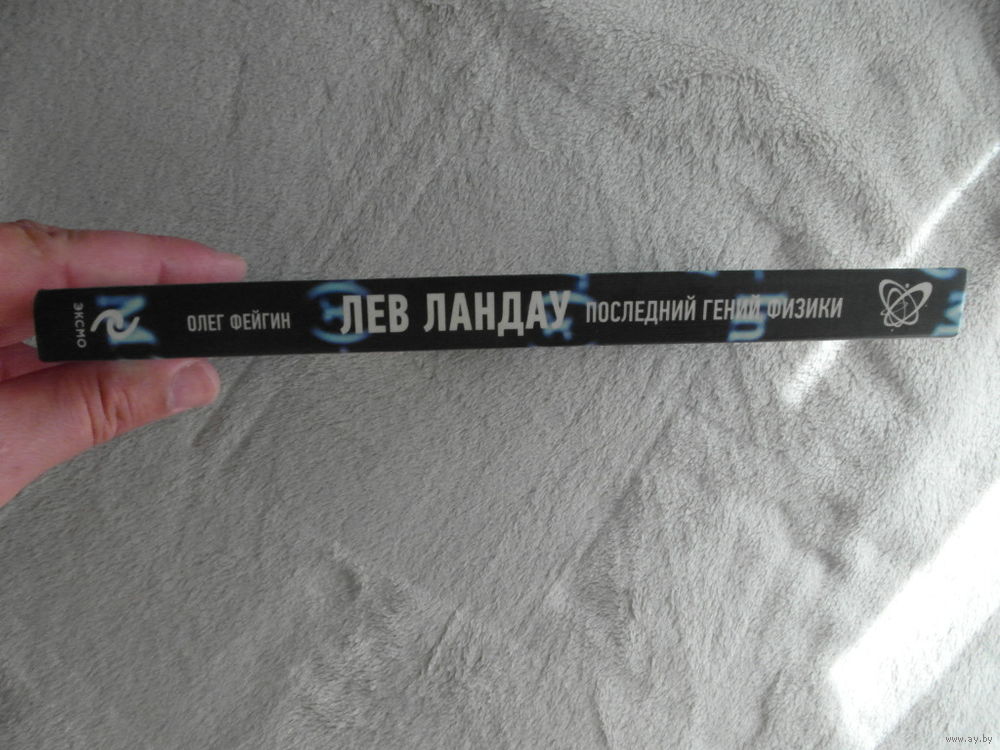 ЭКСМО
ОЛЕГ ФЕЙГИН
ЛЕВ ЛАНДАУ
ПОСЛЕДНИЙ ГЕНИЙ ФИЗИКИ
www.ay.by